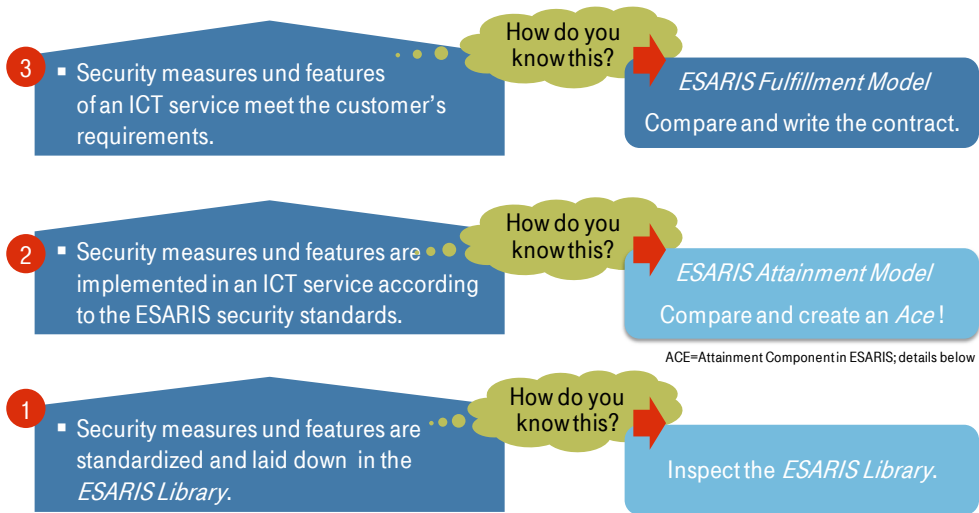 3
▪ Security measures und features
of an ICT service meet the customer's
requirements.
How do you
know this?
ESARIS Fulfillment Model
Compare and write the contract.
2
▪ Security measures und features are
implemented in an ICT service according
to the ESARIS security standards.
How do you
know this?
ESARIS Attainment Model
Compare and create an Ace !
ACE=Attainment Component in ESARIS; details below
1
▪ Security measures und features are
standardized and laid down in the
ESARIS Library.
How do you
know this?
Inspect the ESARIS Library.